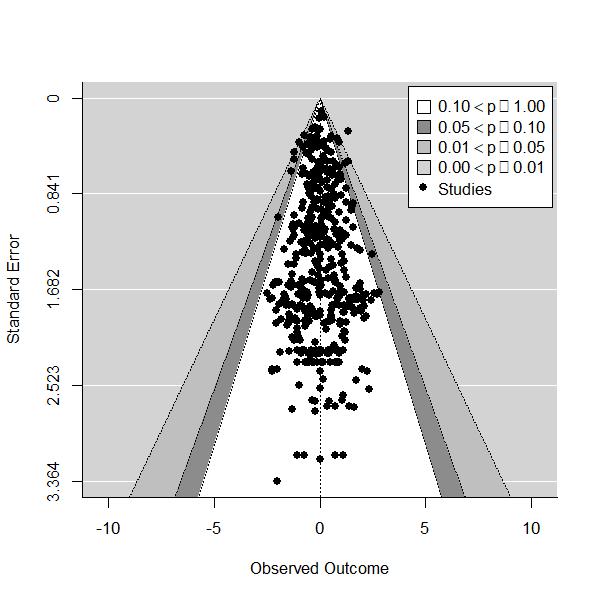 0.10 < p □ 1.00
0.05 < p □ 0.10
0.01 < p □ 0.05
0.00 < p □ 0.01
Studies
0
0.841
1.682
2.523
3.364
Standard Error
-10 -5 0 5 10
Observed Outcome